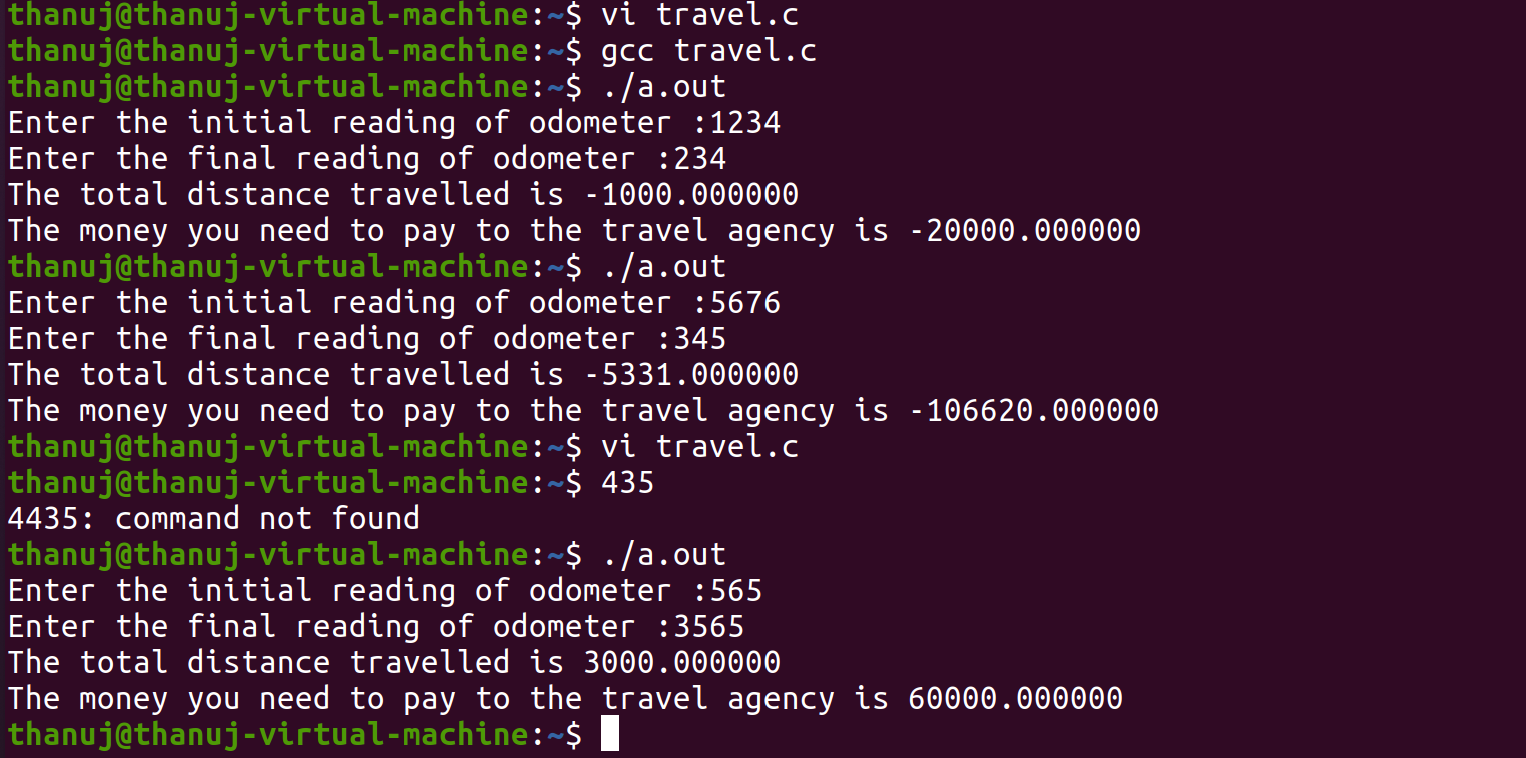 thanuj@thanuj-virtual-machine:~$ vi travel.c
thanuj@thanuj-virtual-machine:~$ gcc travel.c
thanuj@thanuj-virtual-machine:~$ ./a.out
Enter the initial reading of odometer :1234
Enter the final reading of odometer :234
The total distance travelled is -1000.000000
The money you need to pay to the travel agency is -20000.000000
thanuj@thanuj-virtual-machine:~$ ./a.out
Enter the initial reading of odometer :5676
Enter the final reading of odometer :345
The total distance travelled is -5331.000000
The money you need to pay to the travel agency is -106620.000000
thanuj@thanuj-virtual-machine:~$ vi travel.c
thanuj@thanuj-virtual-machine:~$ 435
4435: command not found
thanuj@thanuj-virtual-machine:~$ ./a.out
Enter the initial reading of odometer :565
Enter the final reading of odometer :3565
The total distance travelled is 3000.000000
The money you need to pay to the travel agency is 60000.000000
thanuj@thanuj-virtual-machine:~$